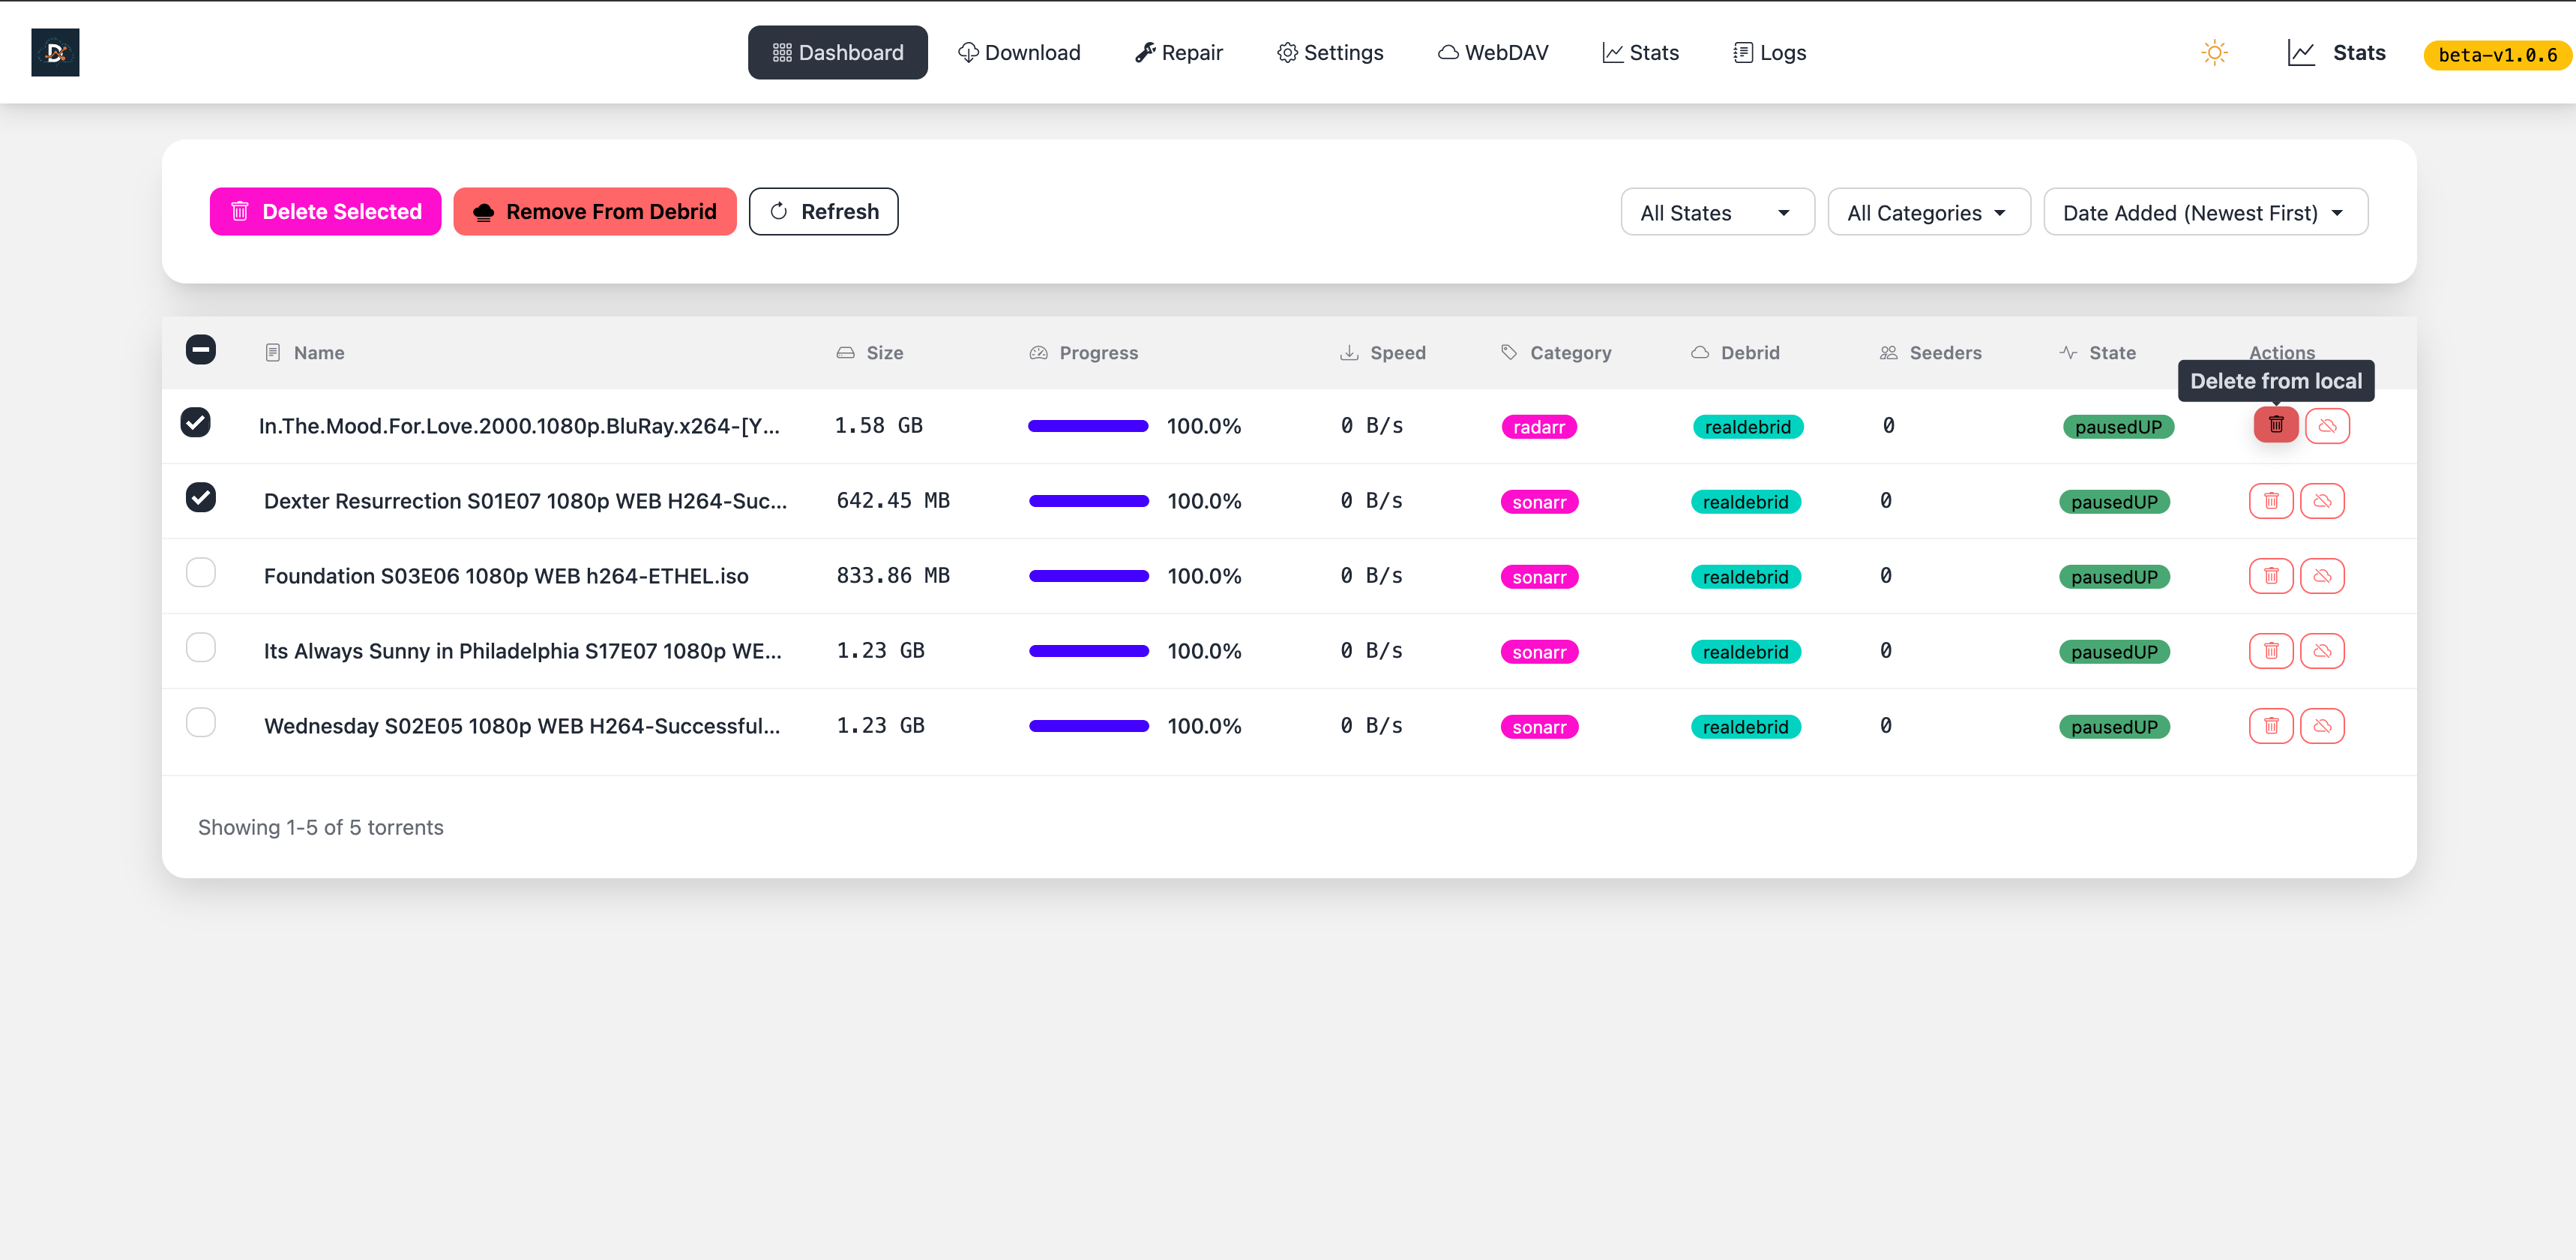 Dashboard Download Repair Settings WebDAV Stats Logs Stats beta-v1.0.6
Delete Selected Remove From Debrid Refresh All States All Categories Date Added (Newest First)
Name Size Progress Speed Category Debrid Seeders State Actions
Delete from local
In.The.Mood.For.Love.2000.1080p.BluRay.x264-[Y... 1.58 GB 100.0% 0 B/s radarr realdebrid 0 pausedUP
Dexter Resurrection S01E07 1080p WEB H264-Suc... 642.45 MB 100.0% 0 B/s sonarr realdebrid 0 pausedUP
Foundation S03E06 1080p WEB h264-ETHEL.iso 833.86 MB 100.0% 0 B/s sonarr realdebrid 0 pausedUP
Its Always Sunny in Philadelphia S17E07 1080p WE... 1.23 GB 100.0% 0 B/s sonarr realdebrid 0 pausedUP
Wednesday S02E05 1080p WEB H264-Successful... 1.23 GB 100.0% 0 B/s sonarr realdebrid 0 pausedUP
Showing 1-5 of 5 torrents